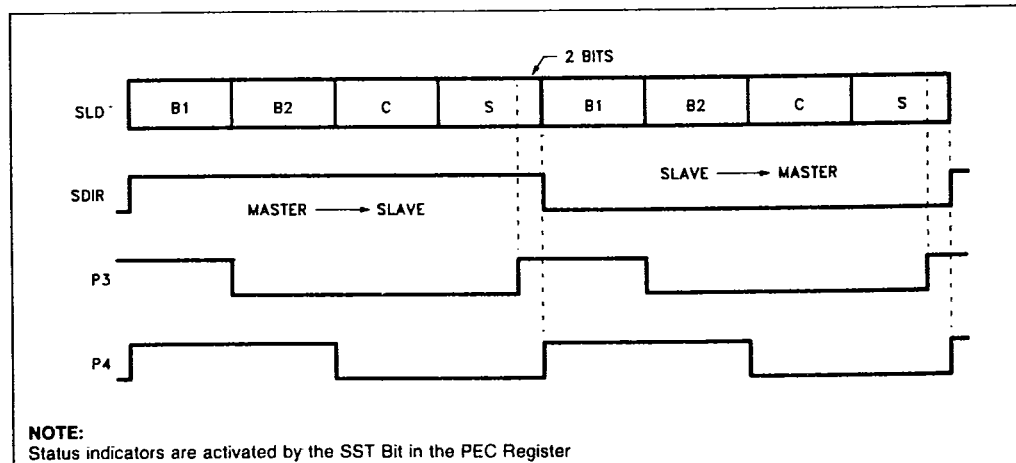 2 BITS
SLD B1 B2 C S B1 B2 C S
SDIR MASTER → SLAVE SLAVE → MASTER
P3
P4
NOTE:
Status indicators are activated by the SST Bit in the PEC Register